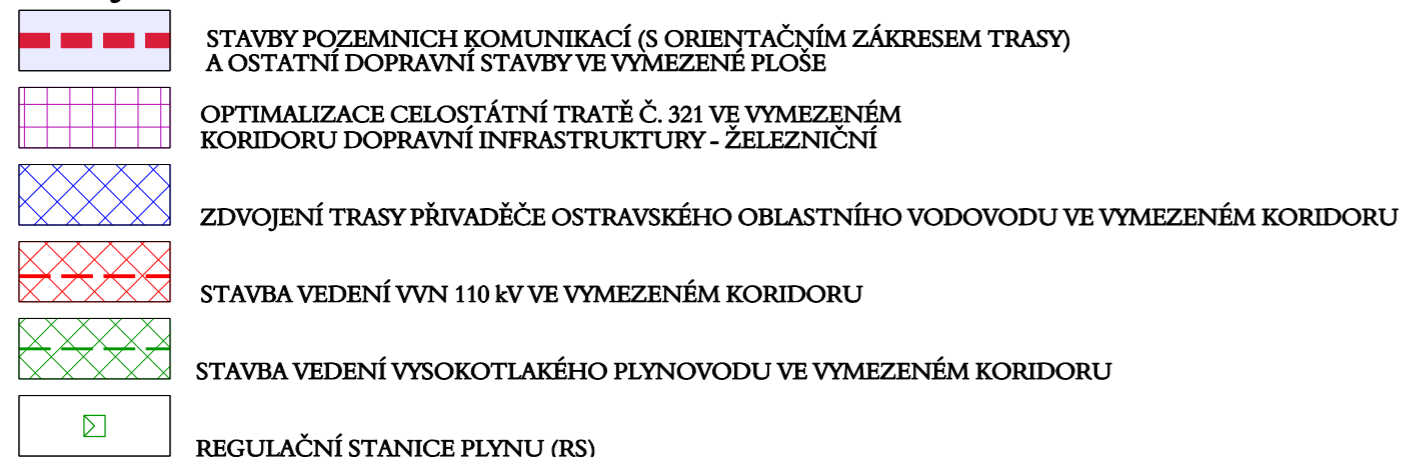 STAVBY POZEMNICH KOMUNIKACÍ (S ORIENTAČNÍM ZÁKRESEM TRASY)
A OSTATNÍ DOPRAVNÍ STAVBY VE VYMEZENÉ PLOŠE
OPTIMALIZACE CELOSTÁTNÍ TRATĚ Č. 321 VE VYMEZENÉM
KORIDORU DOPRAVNÍ INFRASTRUKTURY - ŽELEZNIČNÍ
ZDVOJENÍ TRASY PŘIVADĚČE OSTRAVSKÉHO OBLASTNÍHO VODOVODU VE VYMEZENÉM KORIDORU
STAVBA VEDENÍ VVN 110 kV VE VYMEZENÉM KORIDORU
STAVBA VEDENÍ VYSOKOTLAKÉHO PLYNOVODU VE VYMEZENÉM KORIDORU
REGULAČNÍ STANICE PLYNU (RS)